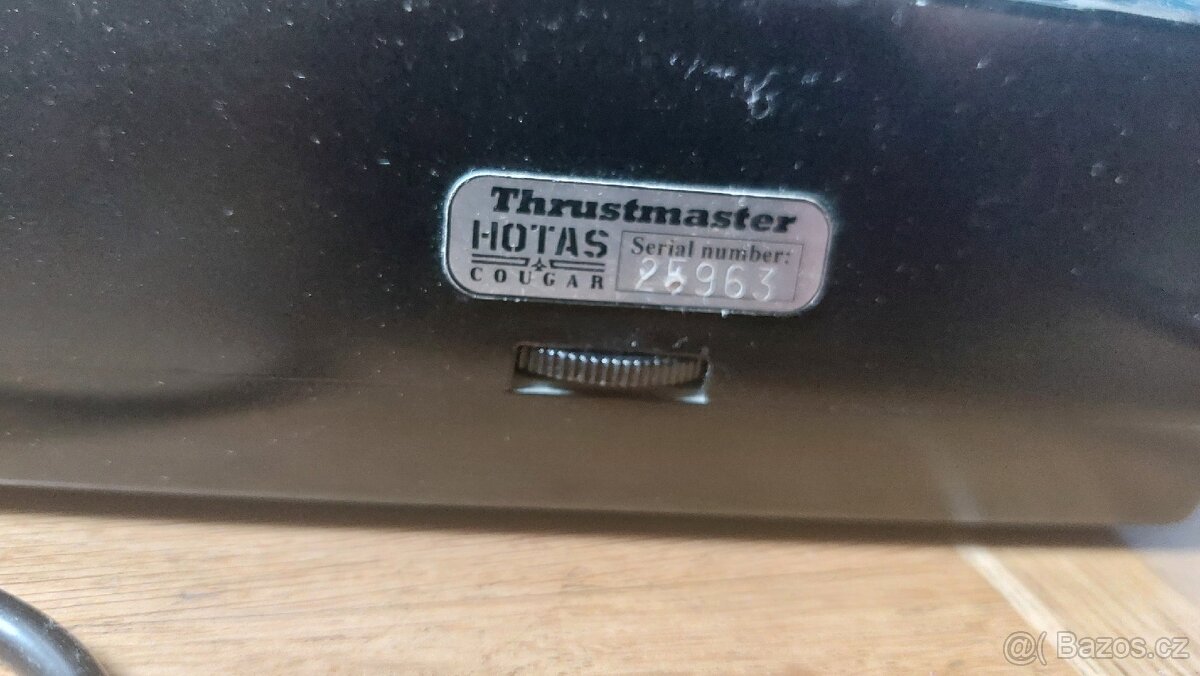 Thrustmaster
HOTAS
COUGAR
Serial number:
25963
@( Bazos.cz